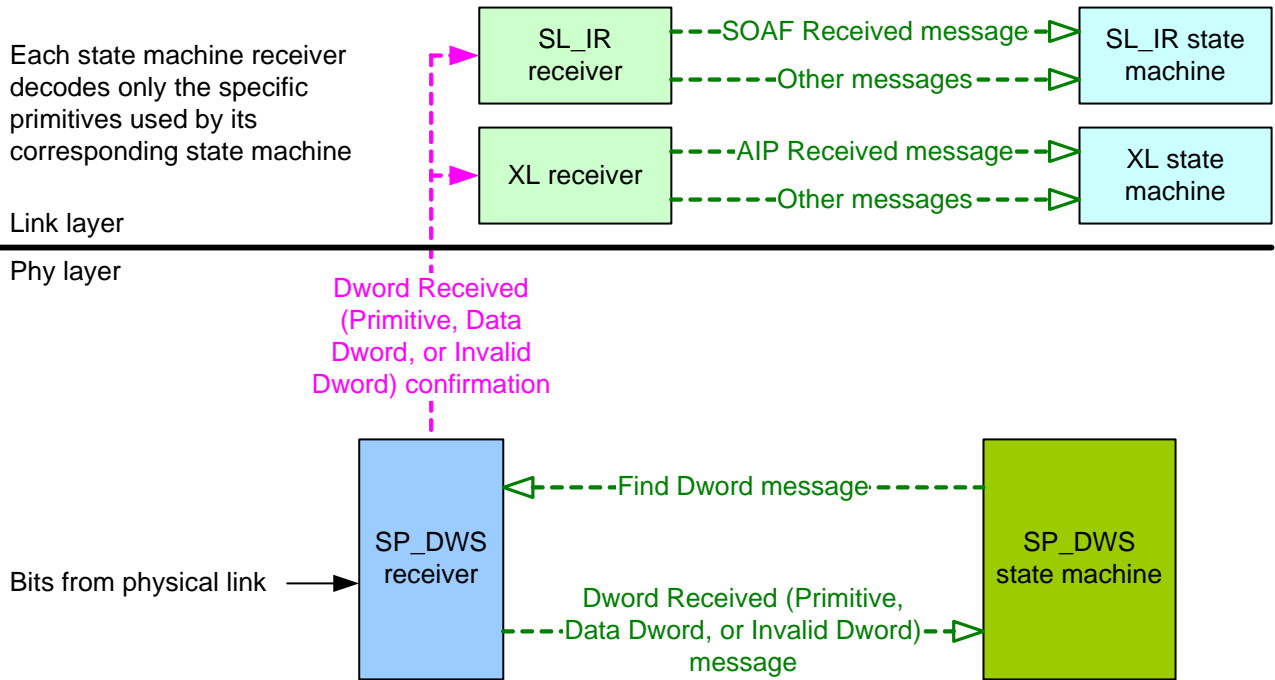 Each state machine receiver
decodes only the specific
primitives used by its
corresponding state machine
SL_IR
receiver
SOAF Received message
Other messages
SL_IR state
machine
XL receiver
AIP Received message
Other messages
XL state
machine
Link layer
Phy layer
Dword Received
(Primitive, Data
Dword, or Invalid
Dword) confirmation
Bits from physical link
SP_DWS
receiver
Find Dword message
Dword Received (Primitive,
Data Dword, or Invalid Dword)
message
SP_DWS
state machine